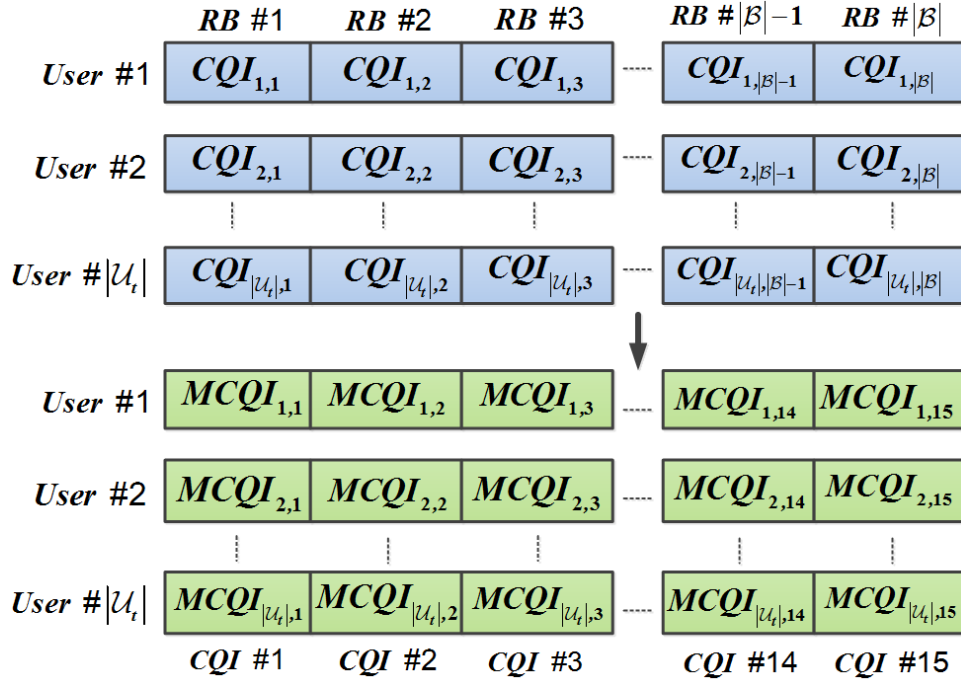 RB #1 RB #2 RB #3 RB #|ℬ|−1 RB #|ℬ|
User #1 CQI₁,₁ CQI₁,₂ CQI₁,₃ CQI₁,|ℬ|−₁ CQI₁,|ℬ|
User #2 CQI₂,₁ CQI₂,₂ CQI₂,₃ CQI₂,|ℬ|−₁ CQI₂,|ℬ|
User #|𝒰ₜ| CQI|𝒰ₜ|,₁ CQI|𝒰ₜ|,₂ CQI|𝒰ₜ|,₃ CQI|𝒰ₜ|,|ℬ|−₁ CQI|𝒰ₜ|,|ℬ|
User #1 MCQI₁,₁ MCQI₁,₂ MCQI₁,₃ MCQI₁,₁₄ MCQI₁,₁₅
User #2 MCQI₂,₁ MCQI₂,₂ MCQI₂,₃ MCQI₂,₁₄ MCQI₂,₁₅
User #|𝒰ₜ| MCQI|𝒰ₜ|,₁ MCQI|𝒰ₜ|,₂ MCQI|𝒰ₜ|,₃ MCQI|𝒰ₜ|,₁₄ MCQI|𝒰ₜ|,₁₅
CQI #1 CQI #2 CQI #3 CQI #14 CQI #15